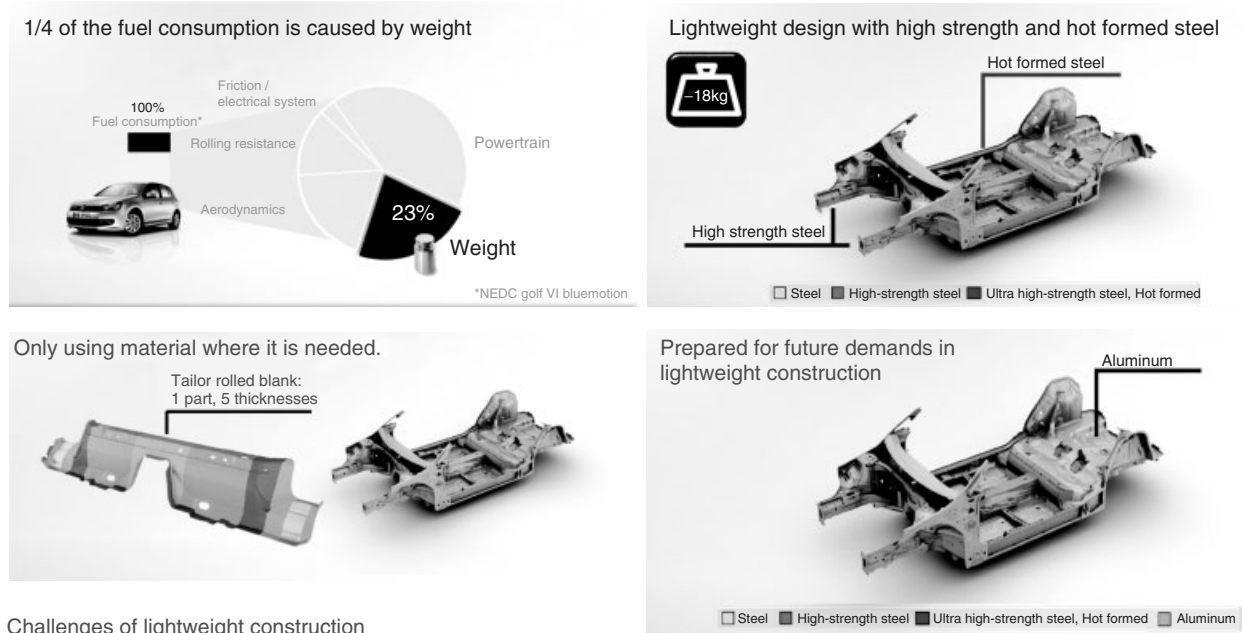 1/4 of the fuel consumption is caused by weight
Friction /
electrical system
100%
Fuel consumption*
Rolling resistance
Powertrain
Aerodynamics
23%
Weight
*NEDC golf VI bluemotion
Lightweight design with high strength and hot formed steel
Hot formed steel
–18kg
High strength steel
Steel High-strength steel Ultra high-strength steel, Hot formed
Only using material where it is needed.
Tailor rolled blank:
1 part, 5 thicknesses
Prepared for future demands in
lightweight construction
Aluminum
Steel High-strength steel Ultra high-strength steel, Hot formed Aluminum
Challenges of lightweight construction